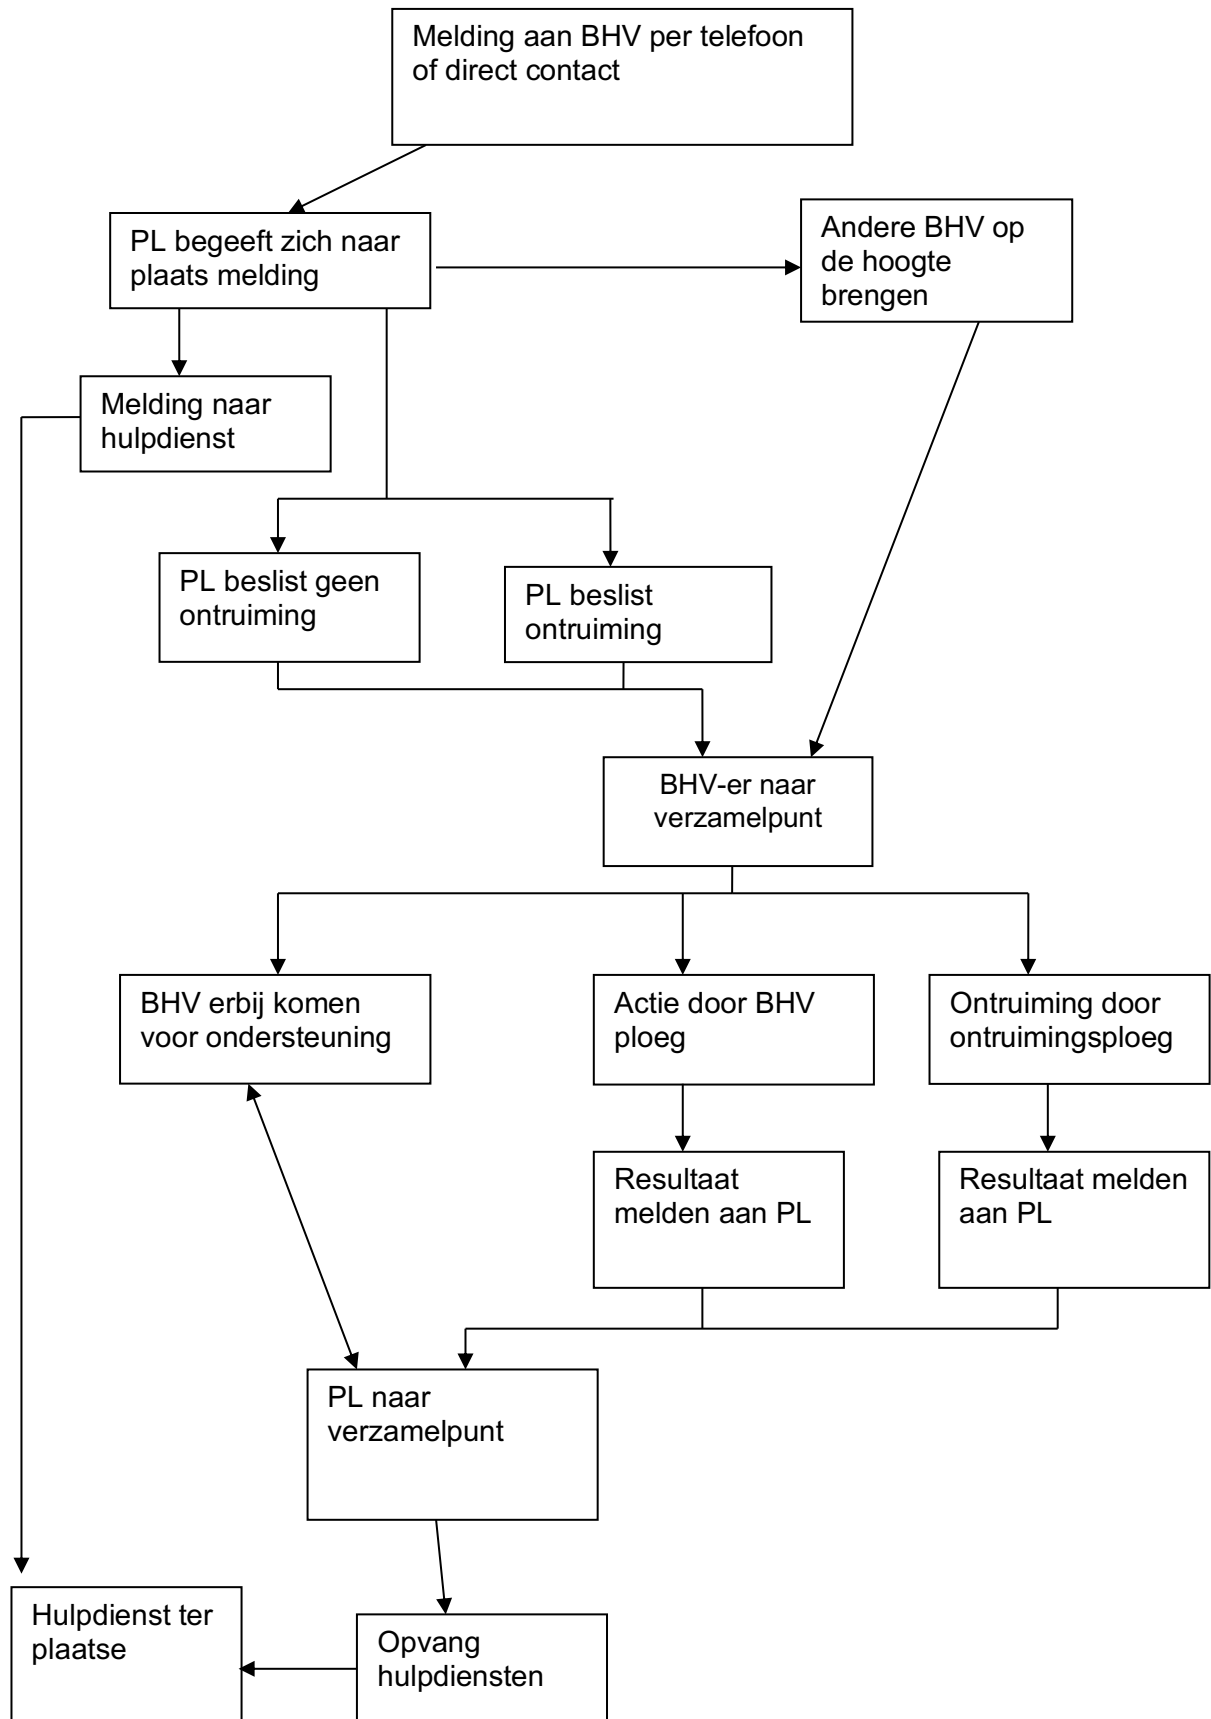 Melding aan BHV per telefoon
of direct contact
PL begeeft zich naar
plaats melding
Andere BHV op
de hoogte
brengen
Melding naar
hulpdienst
PL beslist geen
ontruiming
PL beslist
ontruiming
BHV-er naar
verzamelpunt
BHV erbij komen
voor ondersteuning
Actie door BHV
ploeg
Ontruiming door
ontruimingsploeg
Resultaat
melden aan PL
Resultaat melden
aan PL
PL naar
verzamelpunt
Hulpdienst ter
plaatse
Opvang
hulpdiensten